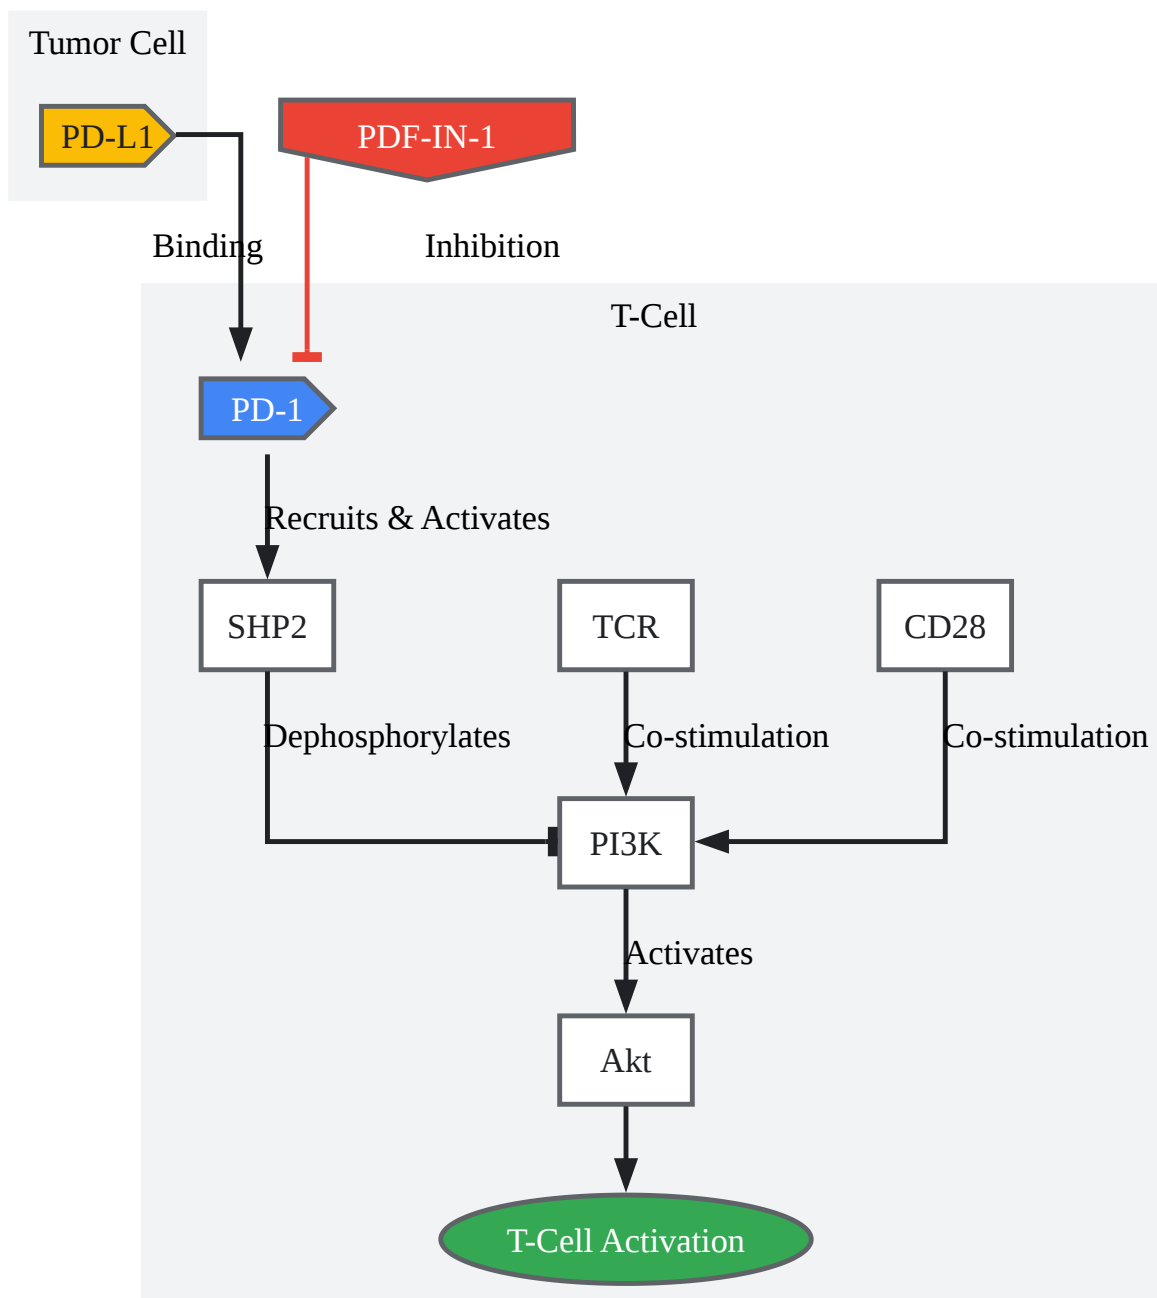 Tumor Cell
PD-L1
PDF-IN-1
Binding
Inhibition
T-Cell
PD-1
Recruits & Activates
SHP2
TCR
CD28
Dephosphorylates
Co-stimulation
Co-stimulation
PI3K
Activates
Akt
T-Cell Activation